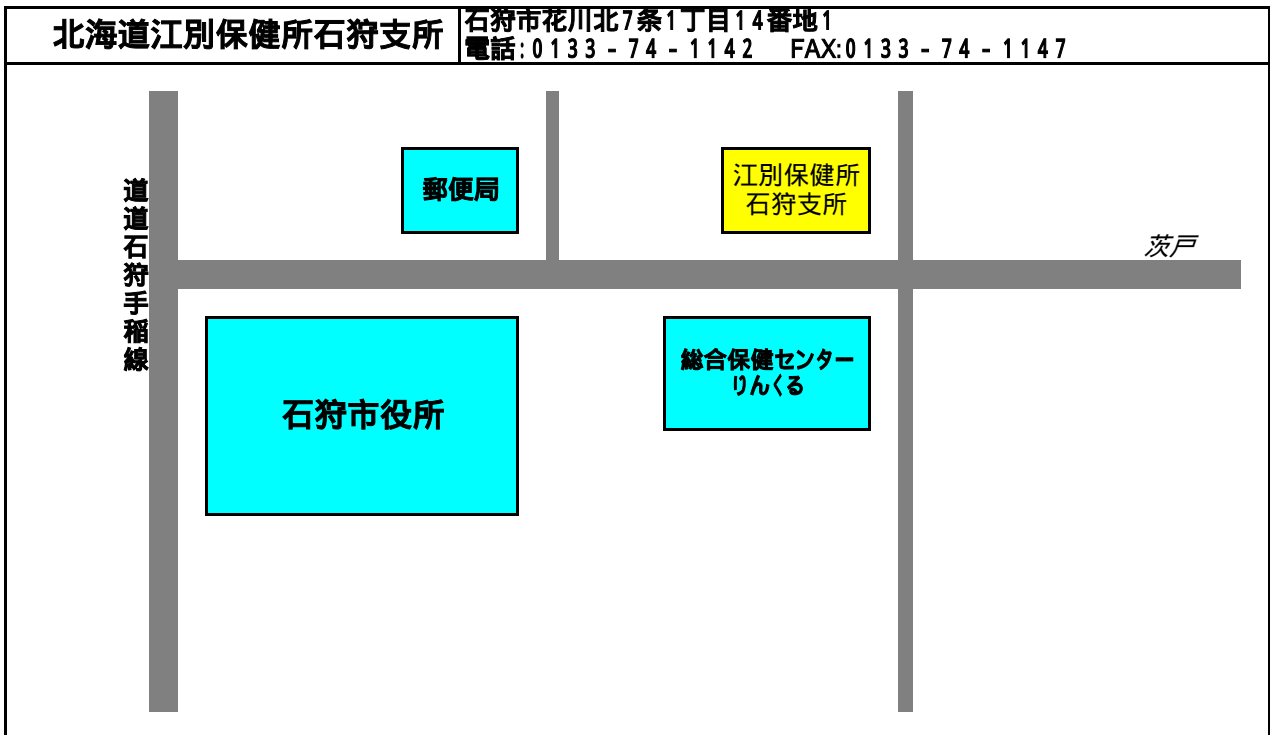 北海道江別保健所石狩支所
石狩市花川北7条1丁目14番地1
電話:0133-74-1142 FAX:0133-74-1147
道道石狩手稲線
郵便局
江別保健所
石狩支所
茨戸
石狩市役所
総合保健センター
りんくる